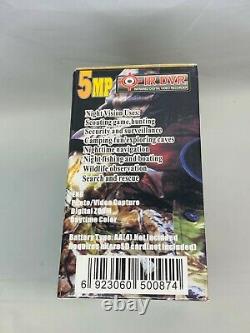 5MP IR DVR
INFRARED DIGITAL VIDEO RECORDER
Night Vision Uses:
Scouting game, hunting
Security and surveillance
Camping fun/exploring caves
Nighttime navigation
Night fishing and boating
Wildlife observation
Search and rescue
Photo/Video Capture
Digital ZOOM
Daytime Color
Battery Type: AA(4) Not Included
Requires microSD card(not included)
6 923060 500874